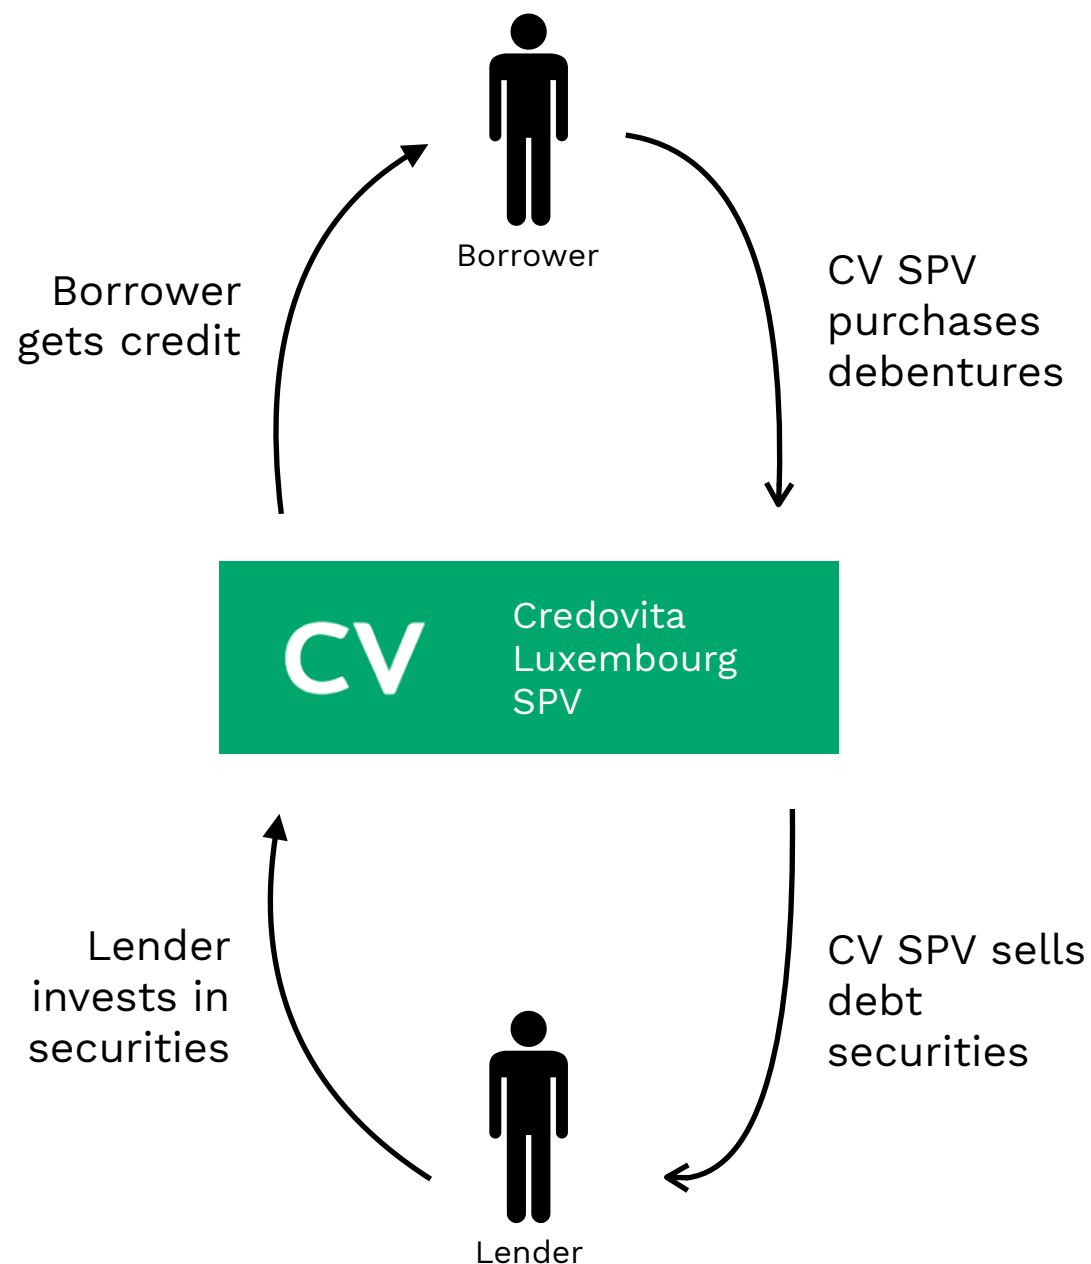 Borrower
Borrower
gets credit
CV SPV
purchases
debentures
CV
Credovita
Luxembourg
SPV
Lender
invests in
securities
CV SPV sells
debt
securities
Lender